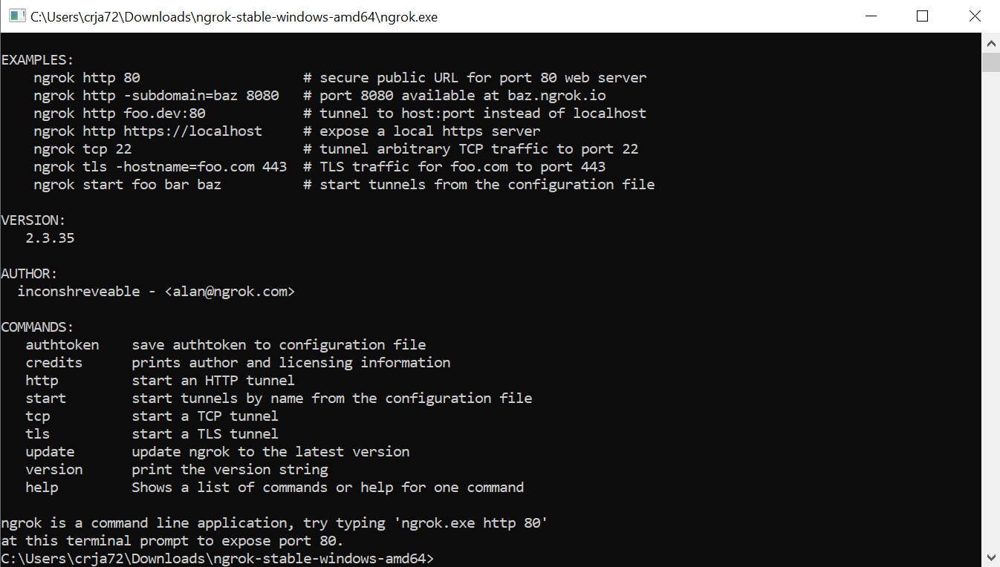 C:\Users\crja72\Downloads\ngrok-stable-windows-amd64\ngrok.exe
EXAMPLES:
    ngrok http 80                    # secure public URL for port 80 web server
    ngrok http -subdomain=baz 8080   # port 8080 available at baz.ngrok.io
    ngrok http foo.dev:80            # tunnel to host:port instead of localhost
    ngrok http https://localhost     # expose a local https server
    ngrok tcp 22                     # tunnel arbitrary TCP traffic to port 22
    ngrok tls -hostname=foo.com 443  # TLS traffic for foo.com to port 443
    ngrok start foo bar baz          # start tunnels from the configuration file
VERSION:
   2.3.35
AUTHOR:
  inconshreveable - <alan@ngrok.com>
COMMANDS:
   authtoken    save authtoken to configuration file
   credits      prints author and licensing information
   http         start an HTTP tunnel
   start        start tunnels by name from the configuration file
   tcp          start a TCP tunnel
   tls          start a TLS tunnel
   update       update ngrok to the latest version
   version      print the version string
   help         Shows a list of commands or help for one command
ngrok is a command line application, try typing 'ngrok.exe http 80'
at this terminal prompt to expose port 80.
C:\Users\crja72\Downloads\ngrok-stable-windows-amd64>